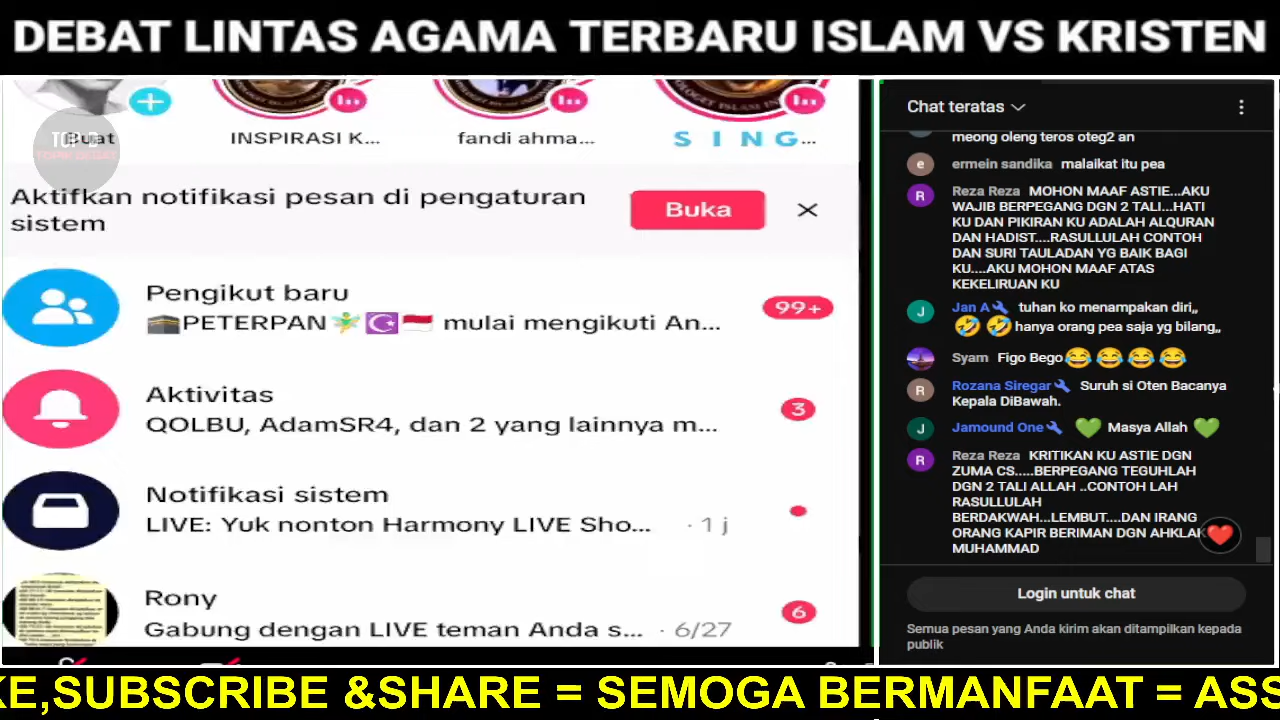 DEBAT LINTAS AGAMA TERBARU ISLAM VS KRISTEN
Buat
INSPIRASI K...
fandi ahma...
SING...
TOP D
TOPIK DEBAT
Aktifkan notifikasi pesan di pengaturan
sistem
Buka
Pengikut baru
🕋PETERPAN🧚‍♂️☪️🇮🇩 mulai mengikuti An...
99+
Aktivitas
QOLBU, AdamSR4, dan 2 yang lainnya m...
3
Notifikasi sistem
LIVE: Yuk nonton Harmony LIVE Sho... · 1 j
Rony
Gabung dengan LIVE teman Anda s... · 6/27
6
Chat teratas
meong oleng teros oteg2 an
e
ermein sandika malaikat itu pea
R
Reza Reza MOHON MAAF ASTIE...AKU
WAJIB BERPEGANG DGN 2 TALI...HATI
KU DAN PIKIRAN KU ADALAH ALQURAN
DAN HADIST....RASULLULAH CONTOH
DAN SURI TAULADAN YG BAIK BAGI
KU....AKU MOHON MAAF ATAS
KEKELIRUAN KU
J
Jan A🔧 tuhan ko menampakan diri,,
🤣🤣hanya orang pea saja yg bilang,,
Syam Figo Bego😂😂😂😂
R
Rozana Siregar🔧 Suruh si Oten Bacanya
Kepala DiBawah.
J
Jamound One🔧 💚 Masya Allah 💚
R
Reza Reza KRITIKAN KU ASTIE DGN
ZUMA CS.....BERPEGANG TEGUHLAH
DGN 2 TALI ALLAH ..CONTOH LAH
RASULLULAH
BERDAKWAH...LEMBUT....DAN IRANG
ORANG KAPIR BERIMAN DGN AHKLAK
MUHAMMAD
Login untuk chat
Semua pesan yang Anda kirim akan ditampilkan kepada
publik
KE,SUBSCRIBE &SHARE = SEMOGA BERMANFAAT = ASS